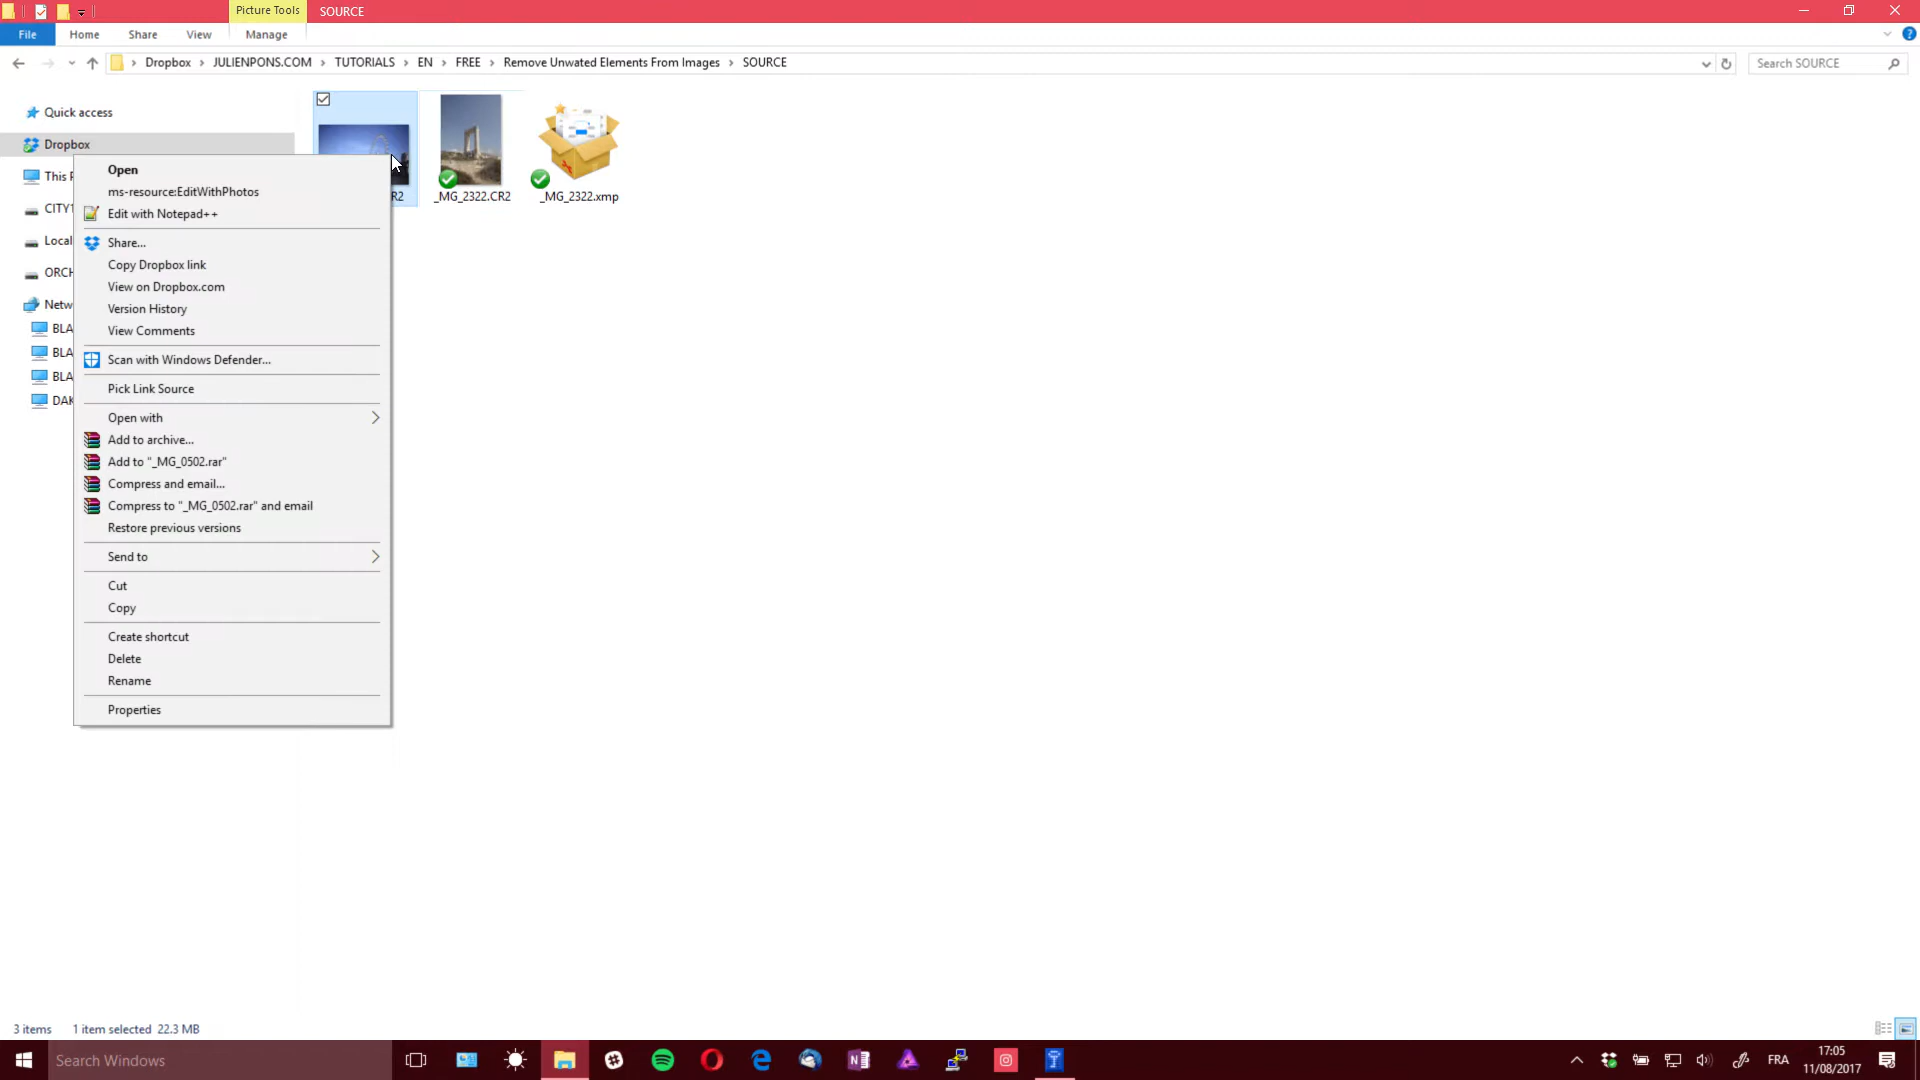 Picture Tools SOURCE
File Home Share View Manage
Dropbox › JULIENPONS.COM › TUTORIALS › EN › FREE › Remove Unwated Elements From Images › SOURCE
Search SOURCE
Quick access
Dropbox
This
CITY1
Local
ORCH
Netw
BLA
BLA
BLA
DAK
R2
_MG_2322.CR2
_MG_2322.xmp
Open
ms-resource:EditWithPhotos
Edit with Notepad++
Share...
Copy Dropbox link
View on Dropbox.com
Version History
View Comments
Scan with Windows Defender...
Pick Link Source
Open with
Add to archive...
Add to "_MG_0502.rar"
Compress and email...
Compress to "_MG_0502.rar" and email
Restore previous versions
Send to
Cut
Copy
Create shortcut
Delete
Rename
Properties
3 items 1 item selected 22.3 MB
Search Windows
FRA
17:05
11/08/2017